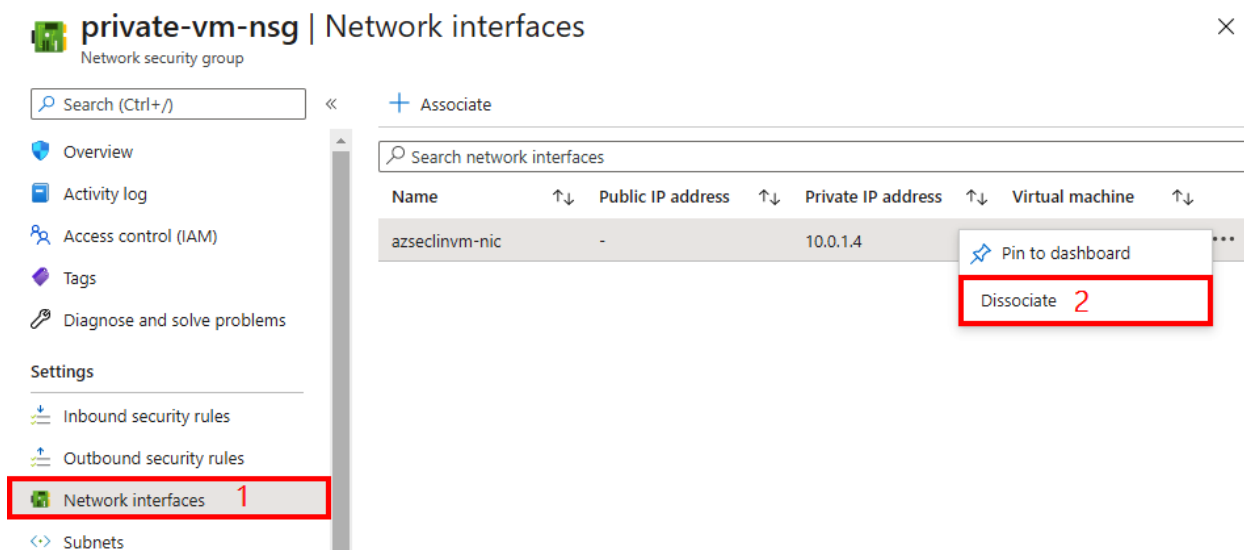 private-vm-nsg | Network interfaces
Network security group
Search (Ctrl+/)
«
Associate
Overview
Search network interfaces
Activity log
Name
Public IP address
Private IP address
Virtual machine
Access control (IAM)
azseclinvm-nic
-
10.0.1.4
Pin to dashboard
Tags
Dissociate 2
Diagnose and solve problems
Settings
Inbound security rules
Outbound security rules
Network interfaces 1
Subnets